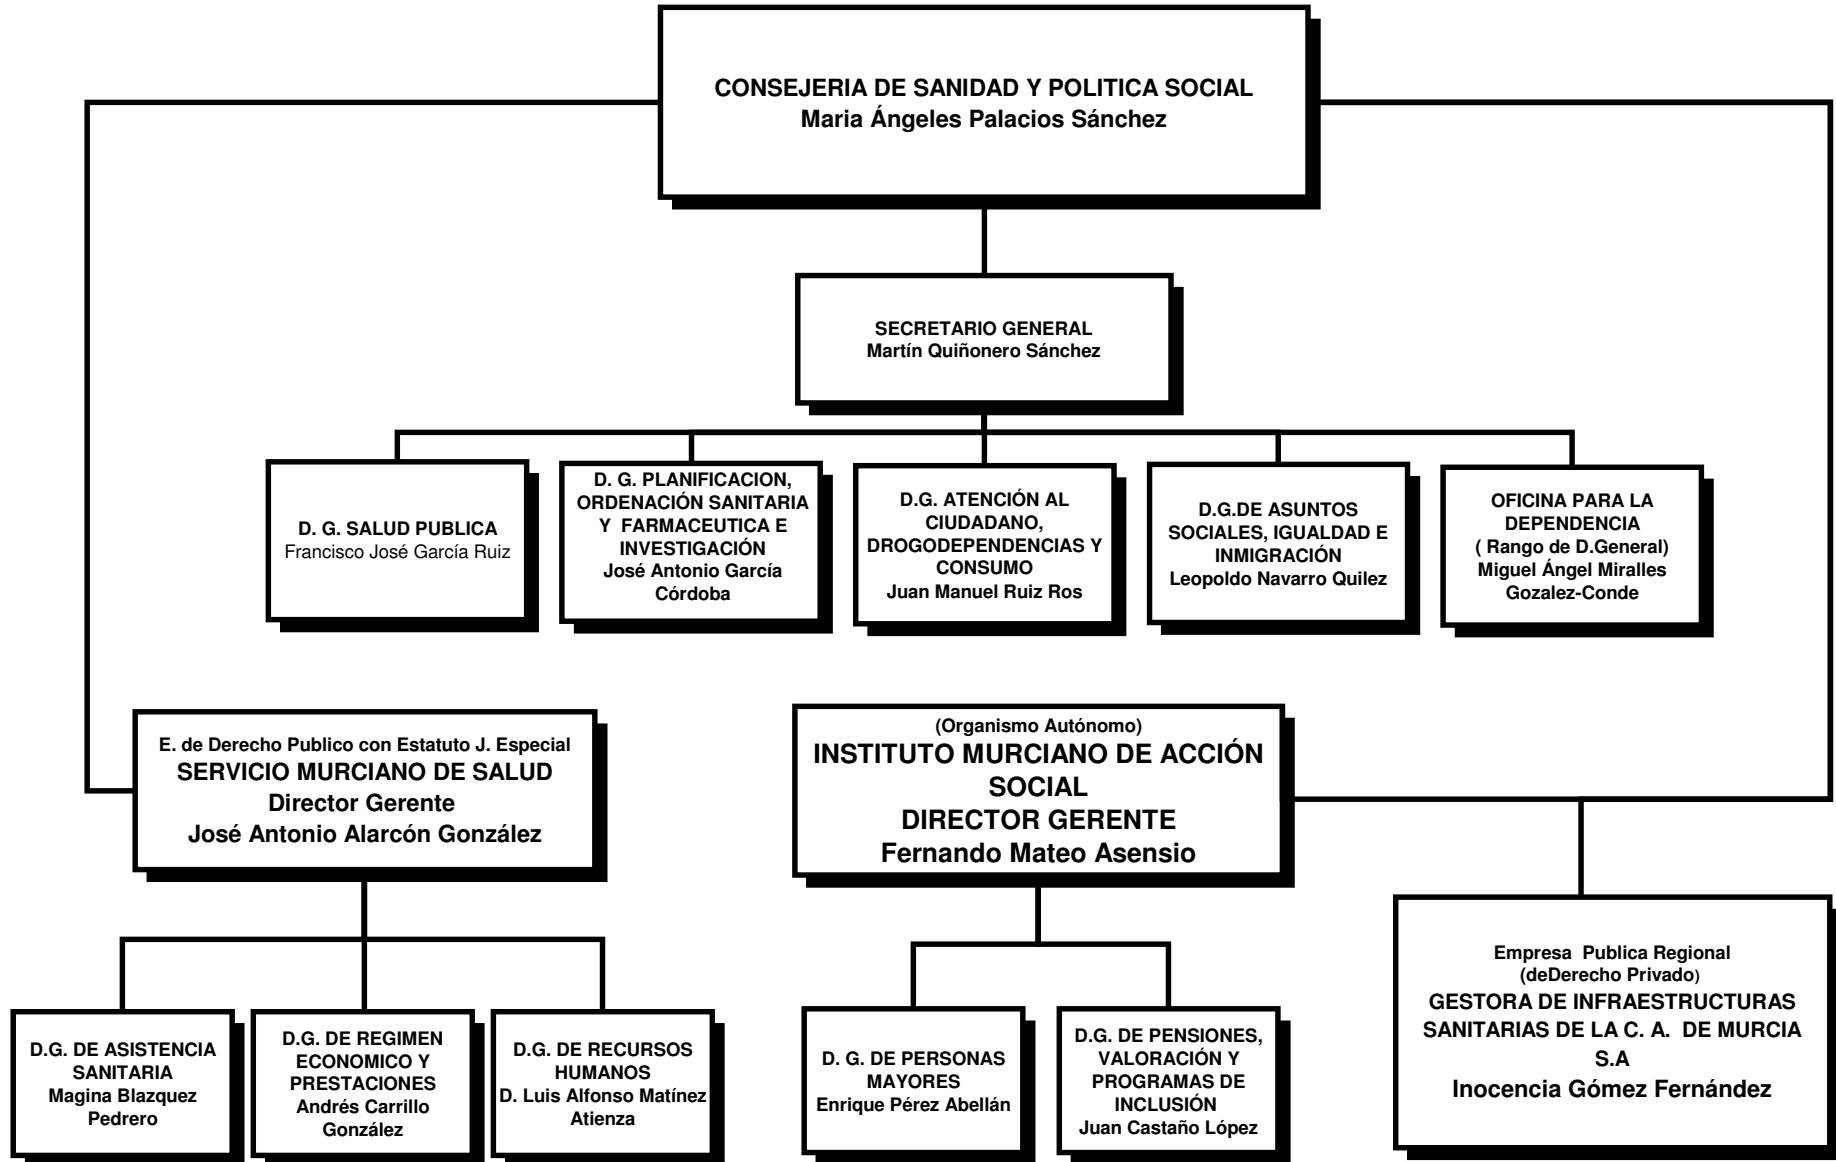 CONSEJERIA DE SANIDAD Y POLITICA SOCIAL
Maria Ángeles Palacios Sánchez
SECRETARIO GENERAL
Martín Quiñonero Sánchez
D. G. SALUD PUBLICA
Francisco José García Ruiz
D. G. PLANIFICACION,
ORDENACIÓN SANITARIA
Y FARMACEUTICA E
INVESTIGACIÓN
José Antonio García
Córdoba
D.G. ATENCIÓN AL
CIUDADANO,
DROGODEPENDENCIAS Y
CONSUMO
Juan Manuel Ruiz Ros
D.G.DE ASUNTOS
SOCIALES, IGUALDAD E
INMIGRACIÓN
Leopoldo Navarro Quilez
OFICINA PARA LA
DEPENDENCIA
( Rango de D.General)
Miguel Ángel Miralles
Gozalez-Conde
E. de Derecho Publico con Estatuto J. Especial
SERVICIO MURCIANO DE SALUD
Director Gerente
José Antonio Alarcón González
(Organismo Autónomo)
INSTITUTO MURCIANO DE ACCIÓN
SOCIAL
DIRECTOR GERENTE
Fernando Mateo Asensio
Empresa Publica Regional
(deDerecho Privado)
GESTORA DE INFRAESTRUCTURAS
SANITARIAS DE LA C. A. DE MURCIA
S.A
Inocencia Gómez Fernández
D.G. DE ASISTENCIA
SANITARIA
Magina Blazquez
Pedrero
D.G. DE REGIMEN
ECONOMICO Y
PRESTACIONES
Andrés Carrillo
González
D.G. DE RECURSOS
HUMANOS
D. Luis Alfonso Matínez
Atienza
D. G. DE PERSONAS
MAYORES
Enrique Pérez Abellán
D.G. DE PENSIONES,
VALORACIÓN Y
PROGRAMAS DE
INCLUSIÓN
Juan Castaño López